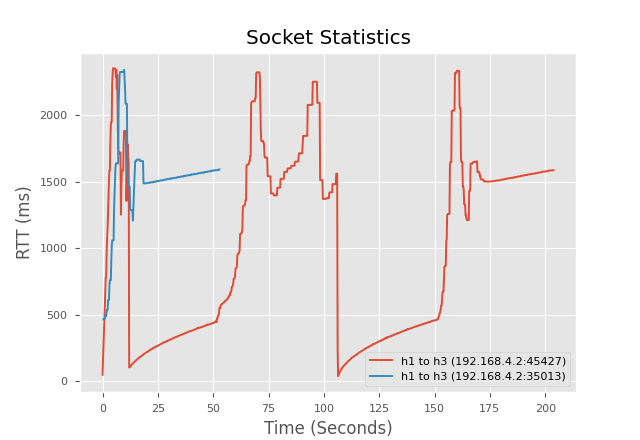 Socket Statistics
RTT (ms)
2000
1500
1000
500
0
0
25
50
75
100
125
150
175
200
Time (Seconds)
h1 to h3 (192.168.4.2:45427)
h1 to h3 (192.168.4.2:35013)